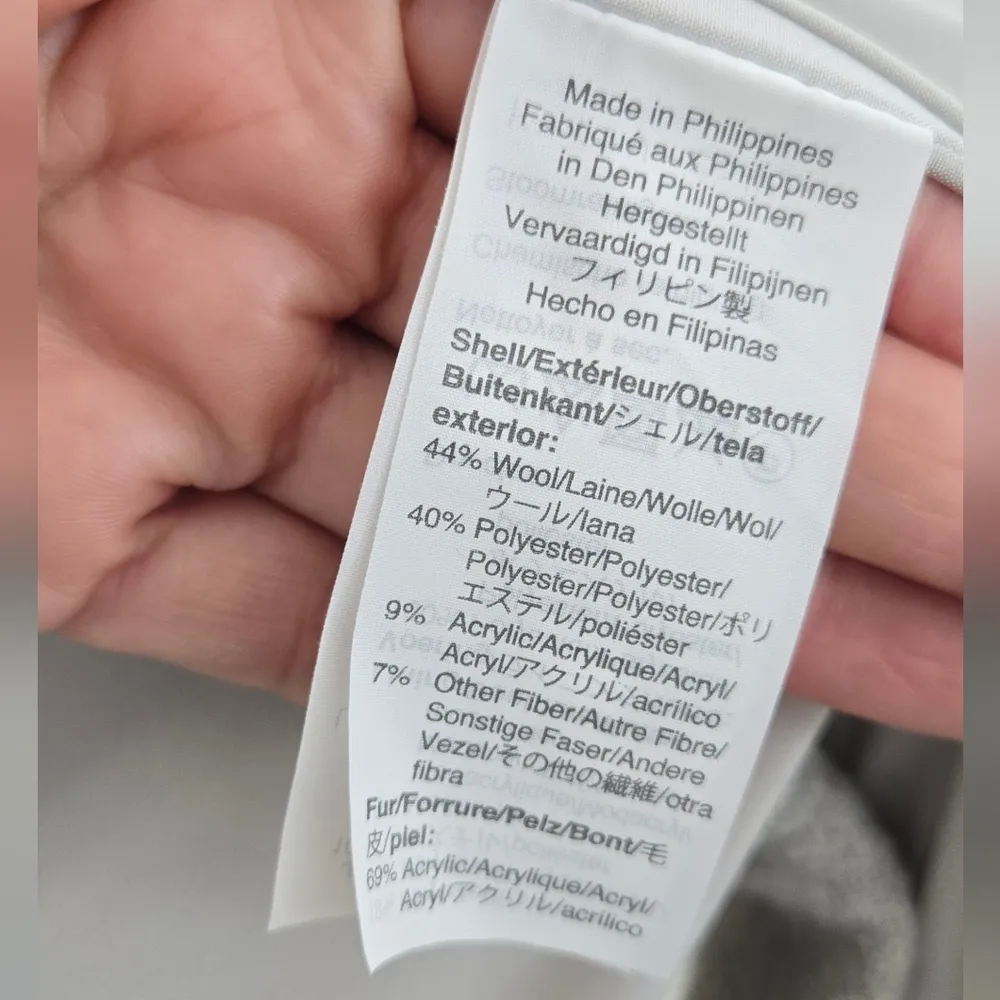 Made in Philippines
Fabriqué aux Philippines
in Den Philippinen
Hergestellt
Vervaardigd in Filipijnen
フィリピン製
Hecho en Filipinas
Shell/Extérieur/Oberstoff/
Buitenkant/シェル/tela
exterior:
44% Wool/Laine/Wolle/Wol/
ウール/lana
40% Polyester/Polyester/
Polyester/Polyester/ポリ
エステル/poliéster
9% Acrylic/Acrylique/Acryl/
Acryl/アクリル/acrílico
7% Other Fiber/Autre Fibre/
Sonstige Faser/Andere
Vezel/その他の繊維/otra
fibra
Fur/Forrure/Pelz/Bont/毛
皮/piel:
69% Acrylic/Acrylique/Acryl/
Acryl/アクリル/acrílico